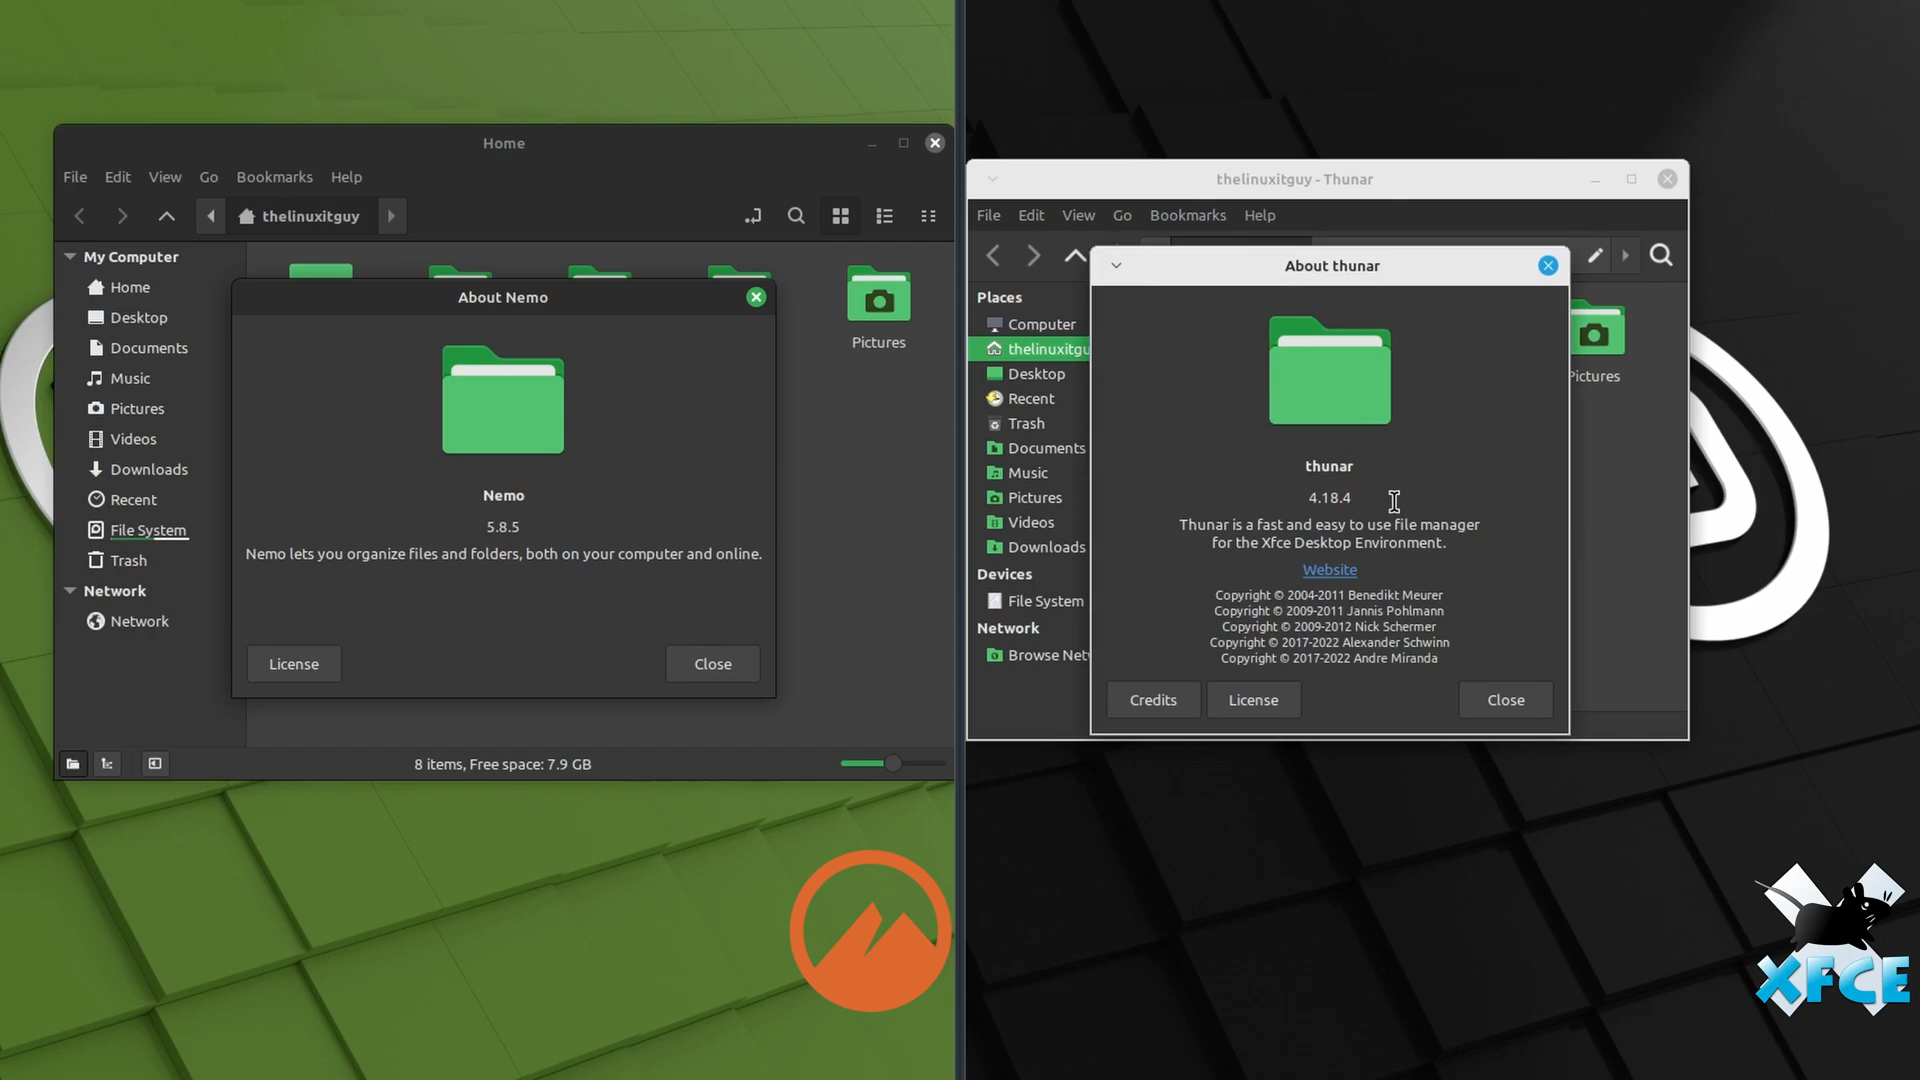 Home
File Edit View Go Bookmarks Help
thelinuxitguy
My Computer
Home
Desktop
Documents
Music
Pictures
Videos
Downloads
Recent
File System
Trash
Network
Network
Pictures
About Nemo
Nemo
5.8.5
Nemo lets you organize files and folders, both on your computer and online.
License Close
8 items, Free space: 7.9 GB
thelinuxitguy - Thunar
File Edit View Go Bookmarks Help
Places
Computer
thelinuxitgu
Desktop
Recent
Trash
Documents
Music
Pictures
Videos
Downloads
Devices
File System
Network
Browse Net
Pictures
About thunar
thunar
4.18.4
Thunar is a fast and easy to use file manager
for the Xfce Desktop Environment.
Website
Copyright © 2004-2011 Benedikt Meurer
Copyright © 2009-2011 Jannis Pohlmann
Copyright © 2009-2012 Nick Schermer
Copyright © 2017-2022 Alexander Schwinn
Copyright © 2017-2022 Andre Miranda
Credits License Close
XFCE